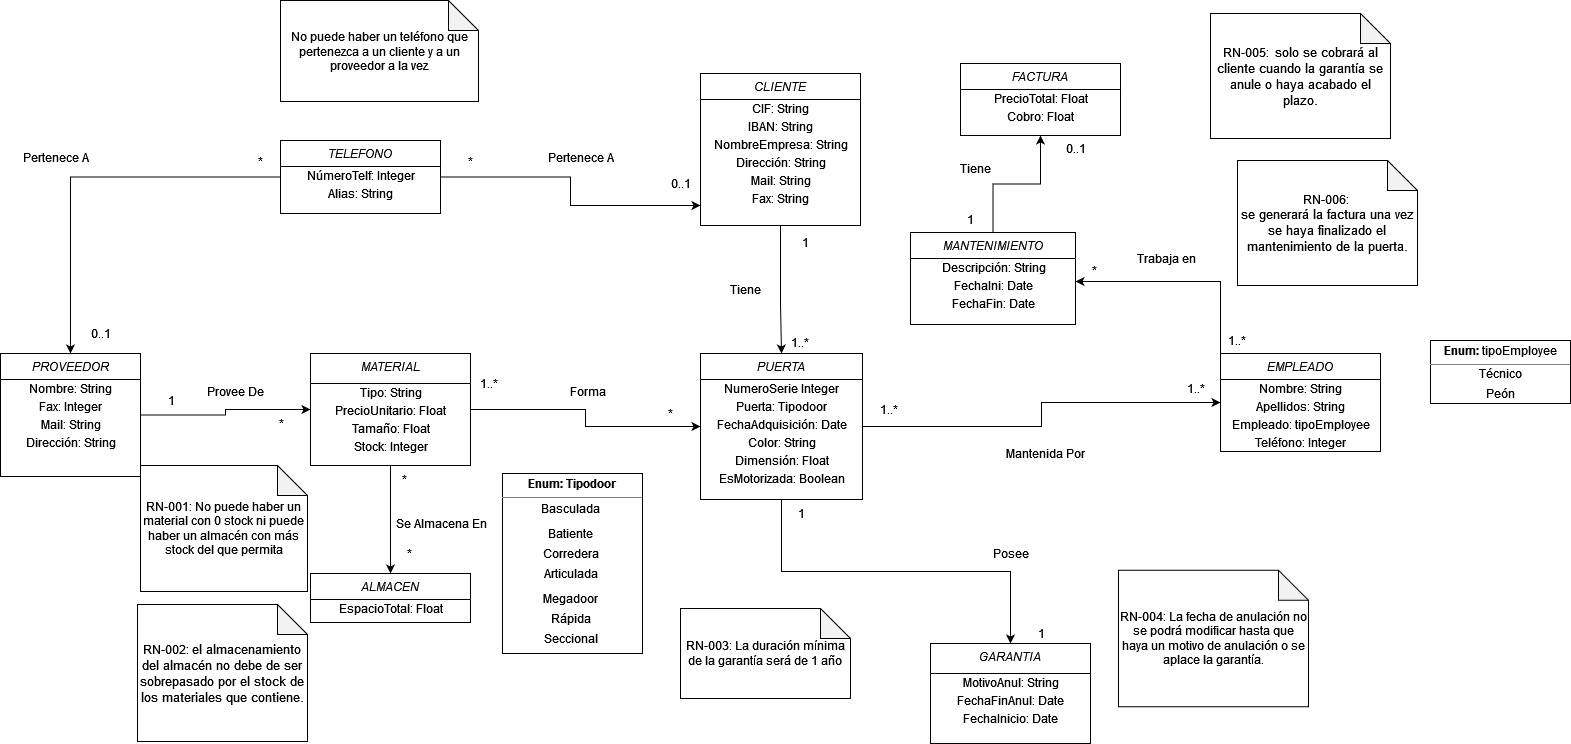 No puede haber un teléfono que
pertenezca a un cliente y a un
proveedor a la vez
CLIENTE
CIF: String
IBAN: String
NombreEmpresa: String
Dirección: String
Mail: String
Fax: String
FACTURA
PrecioTotal: Float
Cobro: Float
RN-005: solo se cobrará al
cliente cuando la garantía se
anule o haya acabado el
plazo.
Pertenece A
*
TELEFONO
NúmeroTelf: Integer
Alias: String
*
Pertenece A
0..1
0..1
Tiene
1
RN-006:
se generará la factura una vez
se haya finalizado el
mantenimiento de la puerta.
MANTENIMIENTO
Descripción: String
FechaIni: Date
FechaFin: Date
1
Tiene
1..*
Trabaja en
*
1..*
0..1
PROVEEDOR
Nombre: String
Fax: Integer
Mail: String
Dirección: String
1
Provee De
*
MATERIAL
Tipo: String
PrecioUnitario: Float
Tamaño: Float
Stock: Integer
1..*
Forma
*
PUERTA
NumeroSerie Integer
Puerta: Tipodoor
FechaAdquisición: Date
Color: String
Dimensión: Float
EsMotorizada: Boolean
1..*
Mantenida Por
1..*
EMPLEADO
Nombre: String
Apellidos: String
Empleado: tipoEmployee
Teléfono: Integer
Enum: tipoEmployee
Técnico
Peón
RN-001: No puede haber un
material con 0 stock ni puede
haber un almacén con más
stock del que permita
*
Se Almacena En
*
ALMACEN
EspacioTotal: Float
Enum: Tipodoor
Basculada
Batiente
Corredera
Articulada
Megadoor
Rápida
Seccional
1
Posee
1
RN-002: el almacenamiento
del almacén no debe de ser
sobrepasado por el stock de
los materiales que contiene.
RN-003: La duración mínima
de la garantía será de 1 año
GARANTIA
MotivoAnul: String
FechaFinAnul: Date
FechaInicio: Date
RN-004: La fecha de anulación no
se podrá modificar hasta que
haya un motivo de anulación o se
aplace la garantía.